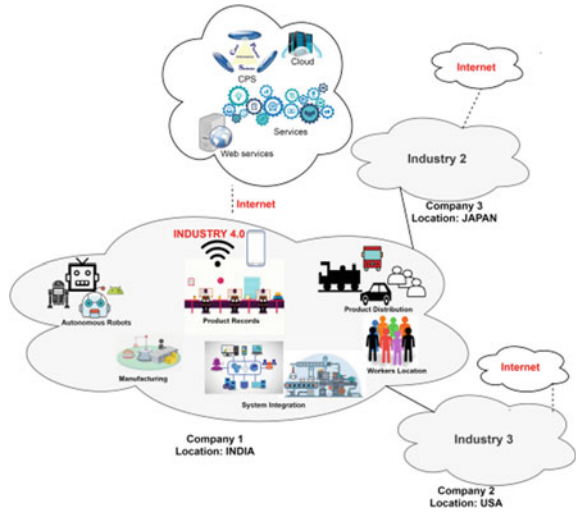 CPS
Cloud
Services
Web services
Internet
Internet
Industry 2
Company 3
Location: JAPAN
INDUSTRY 4.0
Autonomous Robots
Product Records
Product Distribution
Manufacturing
System Integration
Workers Location
Company 1
Location: INDIA
Internet
Industry 3
Company 2
Location: USA